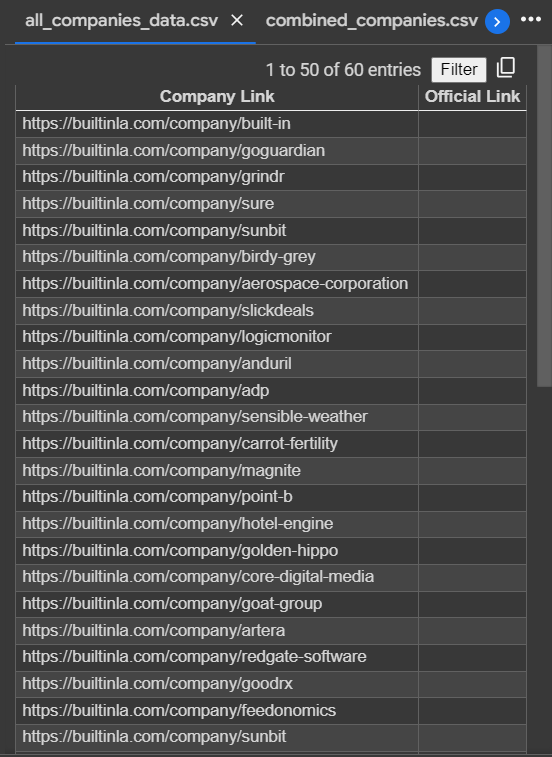 all_companies_data.csv × combined_companies.csv
1 to 50 of 60 entries Filter
Company Link Official Link
https://builtinla.com/company/built-in
https://builtinla.com/company/goguardian
https://builtinla.com/company/grindr
https://builtinla.com/company/sure
https://builtinla.com/company/sunbit
https://builtinla.com/company/birdy-grey
https://builtinla.com/company/aerospace-corporation
https://builtinla.com/company/slickdeals
https://builtinla.com/company/logicmonitor
https://builtinla.com/company/anduril
https://builtinla.com/company/adp
https://builtinla.com/company/sensible-weather
https://builtinla.com/company/carrot-fertility
https://builtinla.com/company/magnite
https://builtinla.com/company/point-b
https://builtinla.com/company/hotel-engine
https://builtinla.com/company/golden-hippo
https://builtinla.com/company/core-digital-media
https://builtinla.com/company/goat-group
https://builtinla.com/company/artera
https://builtinla.com/company/redgate-software
https://builtinla.com/company/goodrx
https://builtinla.com/company/feedonomics
https://builtinla.com/company/sunbit